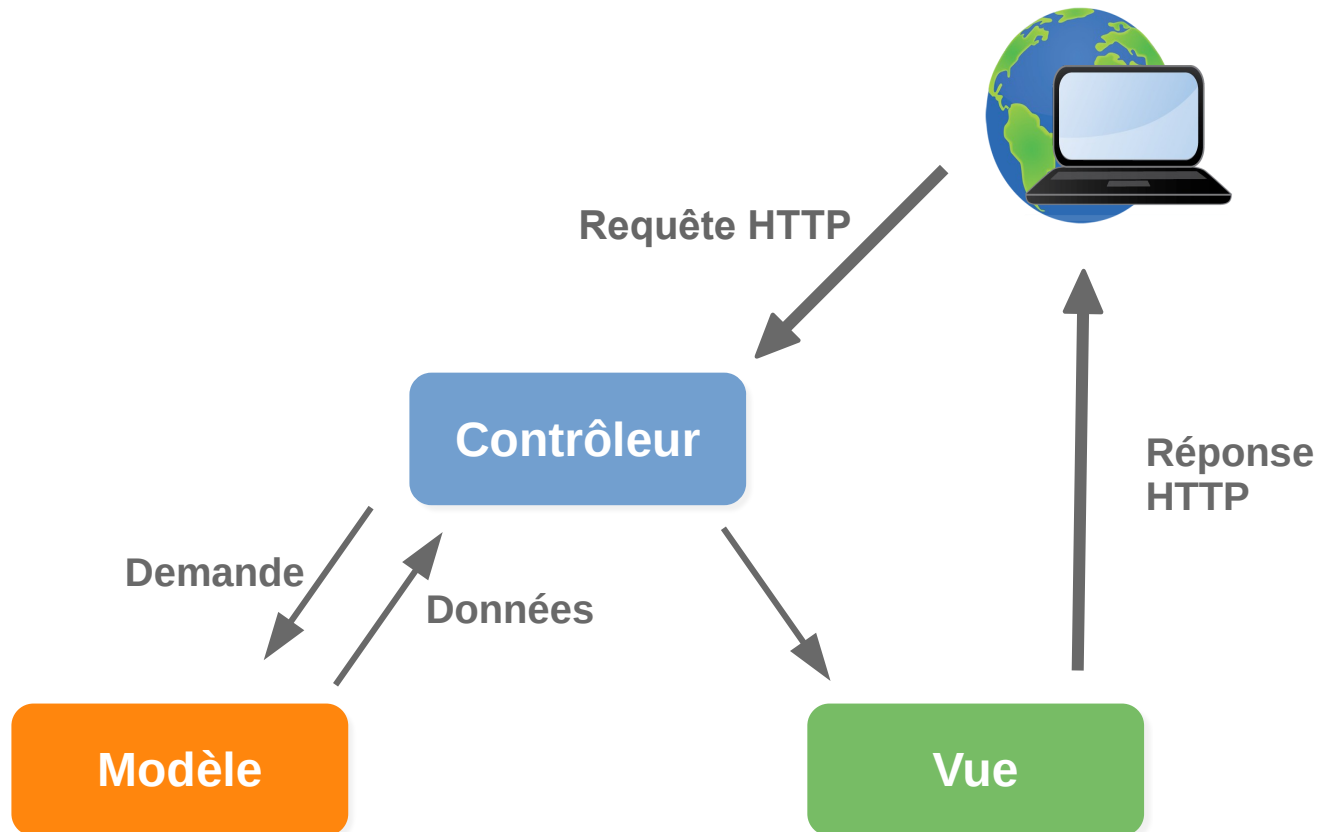 Requête HTTP
Contrôleur
Réponse
HTTP
Demande
Données
Modèle
Vue